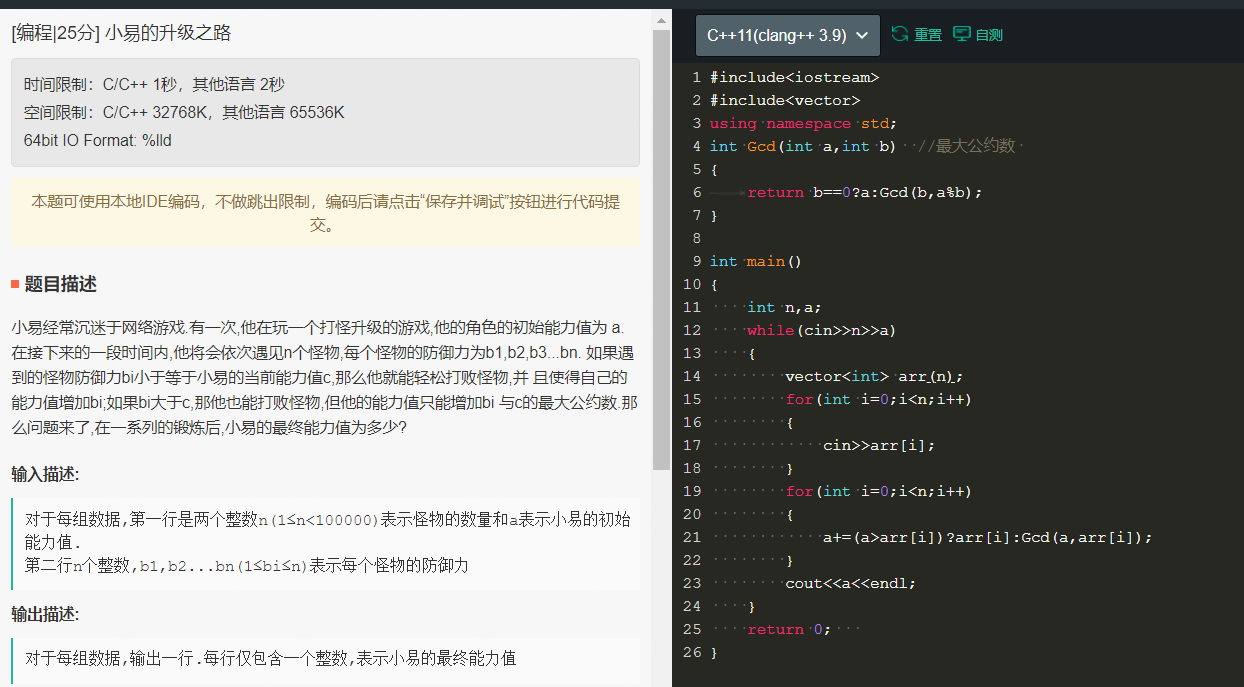 [编程|25分] 小易的升级之路
时间限制：C/C++ 1秒，其他语言 2秒
空间限制：C/C++ 32768K，其他语言 65536K
64bit IO Format: %lld
本题可使用本地IDE编码，不做跳出限制，编码后请点击“保存并调试”按钮进行代码提
交。
题目描述
小易经常沉迷于网络游戏.有一次,他在玩一个打怪升级的游戏,他的角色的初始能力值为 a.
在接下来的一段时间内,他将会依次遇见n个怪物,每个怪物的防御力为b1,b2,b3...bn. 如果遇
到的怪物防御力bi小于等于小易的当前能力值c,那么他就能轻松打败怪物,并 且使得自己的
能力值增加bi;如果bi大于c,那他也能打败怪物,但他的能力值只能增加bi 与c的最大公约数.那
么问题来了,在一系列的锻炼后,小易的最终能力值为多少?
输入描述:
对于每组数据,第一行是两个整数n(1≤n<100000)表示怪物的数量和a表示小易的初始
能力值.
第二行n个整数,b1,b2...bn(1≤bi≤n)表示每个怪物的防御力
输出描述:
对于每组数据,输出一行.每行仅包含一个整数,表示小易的最终能力值
C++11(clang++ 3.9) 重置 自测
1 #include<iostream>
2 #include<vector>
3 using namespace std;
4 int Gcd(int a,int b)  //最大公约数
5 {
6     return b==0?a:Gcd(b,a%b);
7 }
8
9 int main()
10 {
11     int n,a;
12     while(cin>>n>>a)
13     {
14         vector<int> arr(n);
15         for(int i=0;i<n;i++)
16         {
17             cin>>arr[i];
18         }
19         for(int i=0;i<n;i++)
20         {
21             a+=(a>arr[i])?arr[i]:Gcd(a,arr[i]);
22         }
23         cout<<a<<endl;
24     }
25     return 0;
26 }